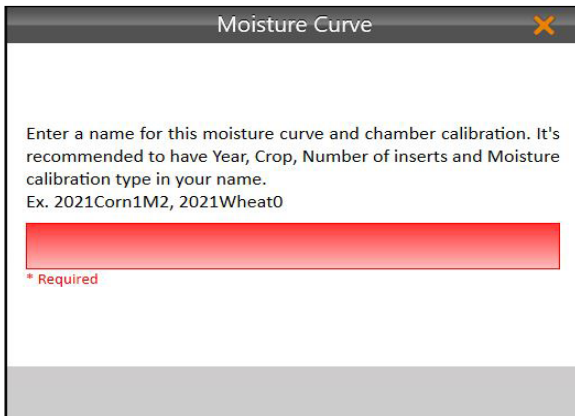 Moisture Curve
Enter a name for this moisture curve and chamber calibration. It's
recommended to have Year, Crop, Number of inserts and Moisture
calibration type in your name.
Ex. 2021Corn1M2, 2021Wheat0
* Required